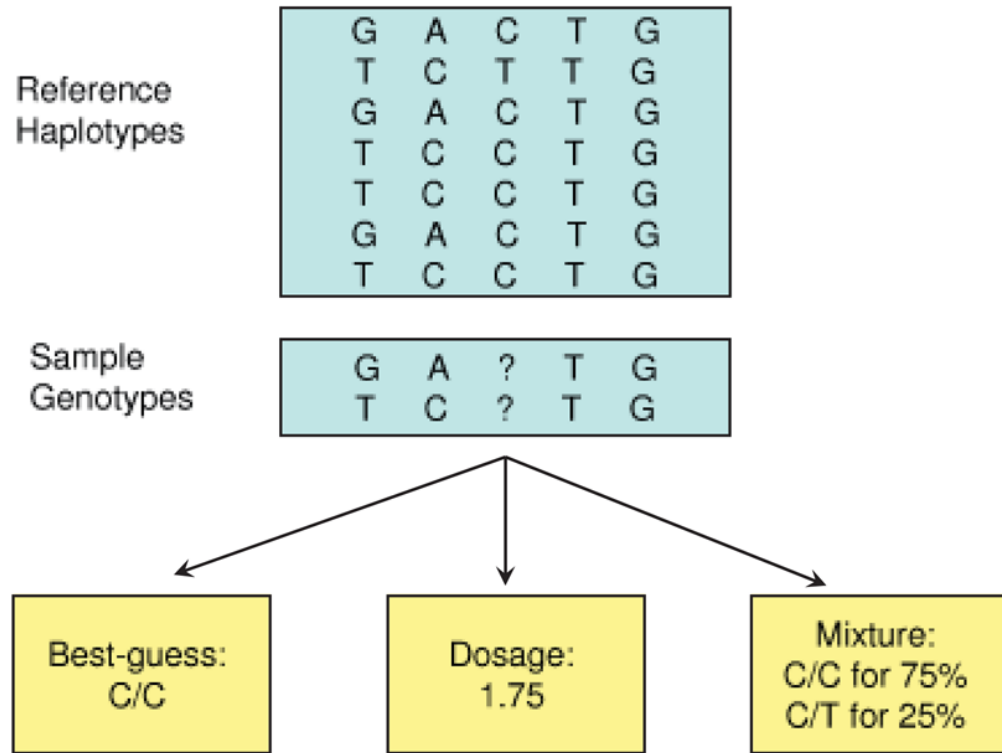 Reference
Haplotypes
G A C T G
T C T T G
G A C T G
T C C T G
T C C T G
G A C T G
T C C T G
Sample
Genotypes
G A ? T G
T C ? T G
Best-guess:
C/C
Dosage:
1.75
Mixture:
C/C for 75%
C/T for 25%